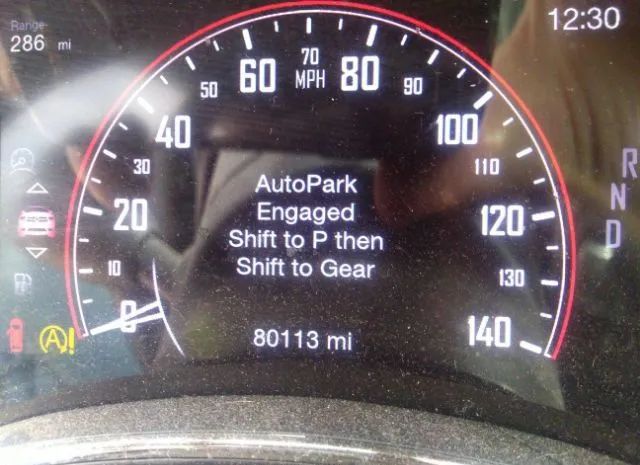 Range
286 mi
12:30
0
10
20
30
40
50
60
70
MPH
80
90
100
110
120
130
140
AutoPark
Engaged
Shift to P then
Shift to Gear
80113 mi
R
N
D
A!